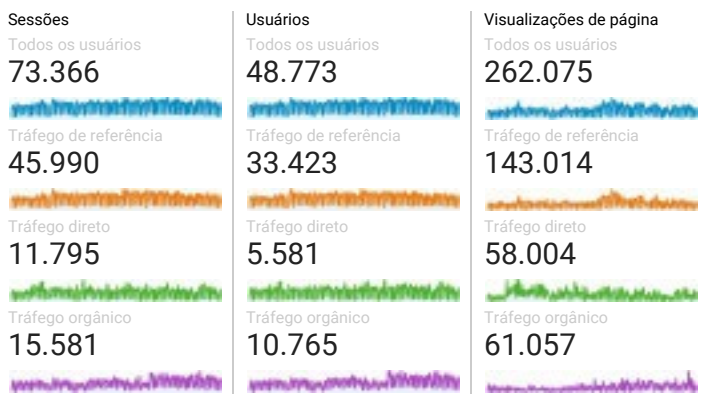 Sessões
Todos os usuários
73.366
Tráfego de referência
45.990
Tráfego direto
11.795
Tráfego orgânico
15.581
Usuários
Todos os usuários
48.773
Tráfego de referência
33.423
Tráfego direto
5.581
Tráfego orgânico
10.765
Visualizações de página
Todos os usuários
262.075
Tráfego de referência
143.014
Tráfego direto
58.004
Tráfego orgânico
61.057